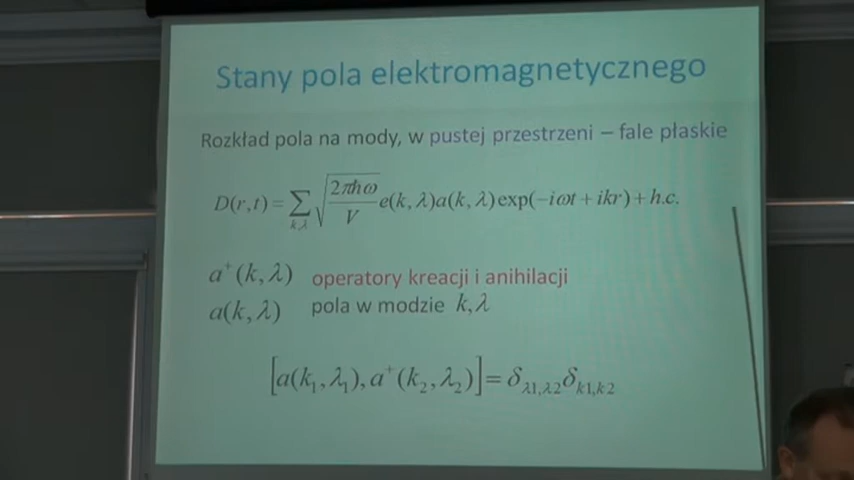 Stany pola elektromagnetycznego
Rozkład pola na mody, w pustej przestrzeni – fale płaskie
D(r,t) = ∑_{k,λ} √(2πħω/V) e(k,λ)a(k,λ)exp(−iωt + ikr) + h.c.
a⁺(k,λ) operatory kreacji i anihilacji
a(k,λ) pola w modzie k,λ
[a(k₁,λ₁),a⁺(k₂,λ₂)] = δ_{λ1,λ2}δ_{k1,k2}